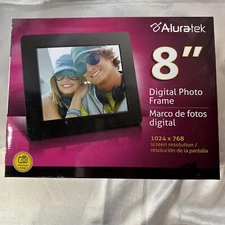 Aluratek
8"
Digital Photo
Frame
Marco de fotos
digital
1024 x 768
screen resolution /
resolución de la pantalla